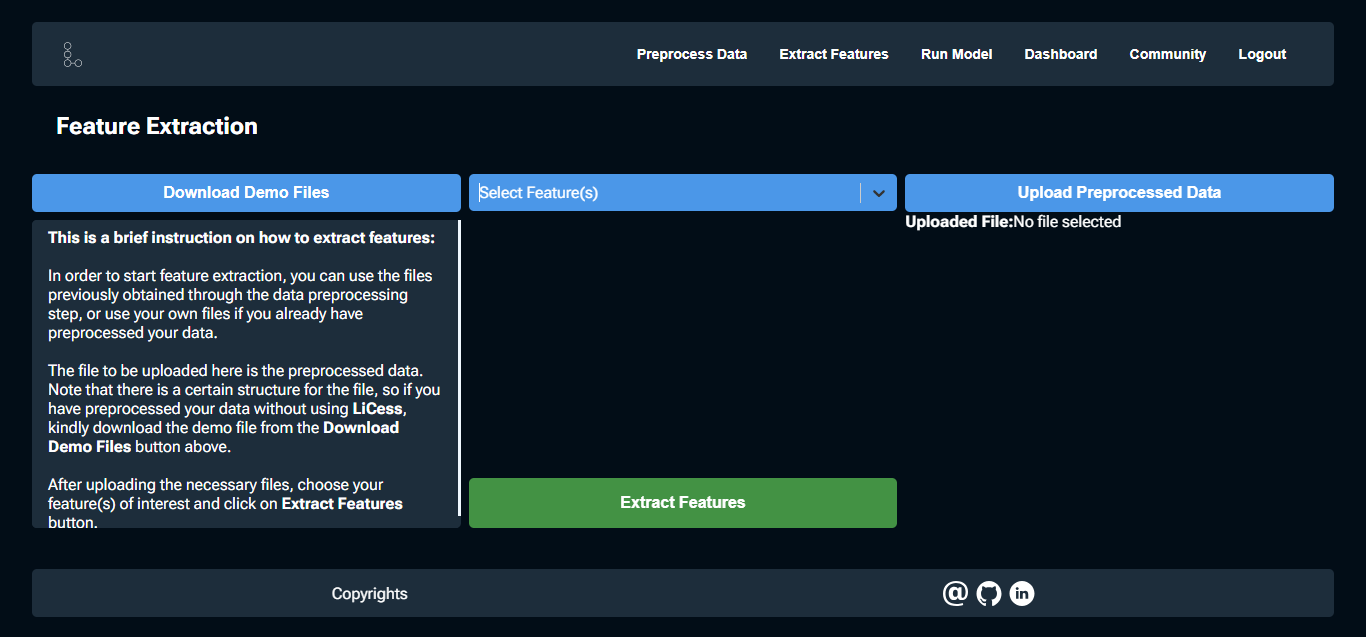 Preprocess Data Extract Features Run Model Dashboard Community Logout
Feature Extraction
Download Demo Files
Select Feature(s)
Upload Preprocessed Data
Uploaded File:No file selected
This is a brief instruction on how to extract features:
In order to start feature extraction, you can use the files
previously obtained through the data preprocessing
step, or use your own files if you already have
preprocessed your data.
The file to be uploaded here is the preprocessed data.
Note that there is a certain structure for the file, so if you
have preprocessed your data without using LiCess,
kindly download the demo file from the Download
Demo Files button above.
After uploading the necessary files, choose your
feature(s) of interest and click on Extract Features
button.
Extract Features
Copyrights